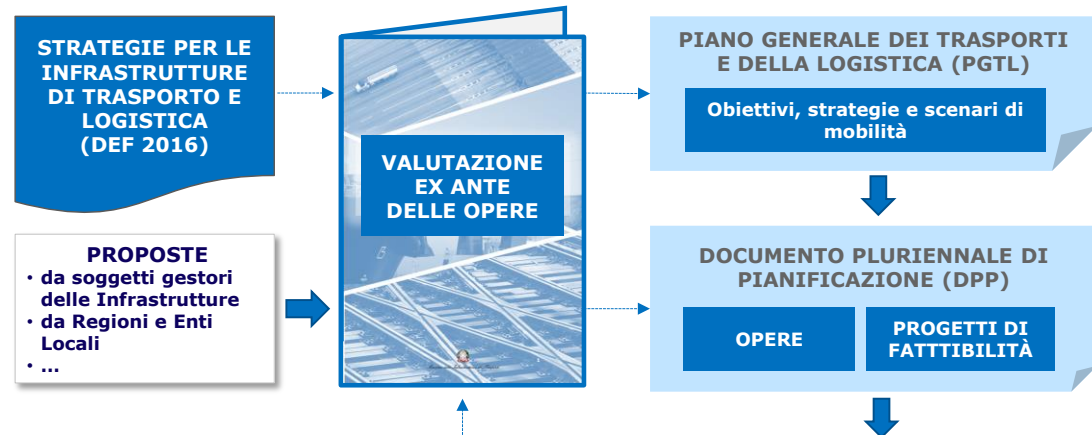 STRATEGIE PER LE
INFRASTRUTTURE
DI TRASPORTO E
LOGISTICA
(DEF 2016)
PROPOSTE
• da soggetti gestori
delle Infrastrutture
• da Regioni e Enti
Locali
• …
VALUTAZIONE
EX ANTE
DELLE OPERE
PIANO GENERALE DEI TRASPORTI
E DELLA LOGISTICA (PGTL)
Obiettivi, strategie e scenari di
mobilità
DOCUMENTO PLURIENNALE DI
PIANIFICAZIONE (DPP)
OPERE
PROGETTI DI
FATTTIBILITÀ